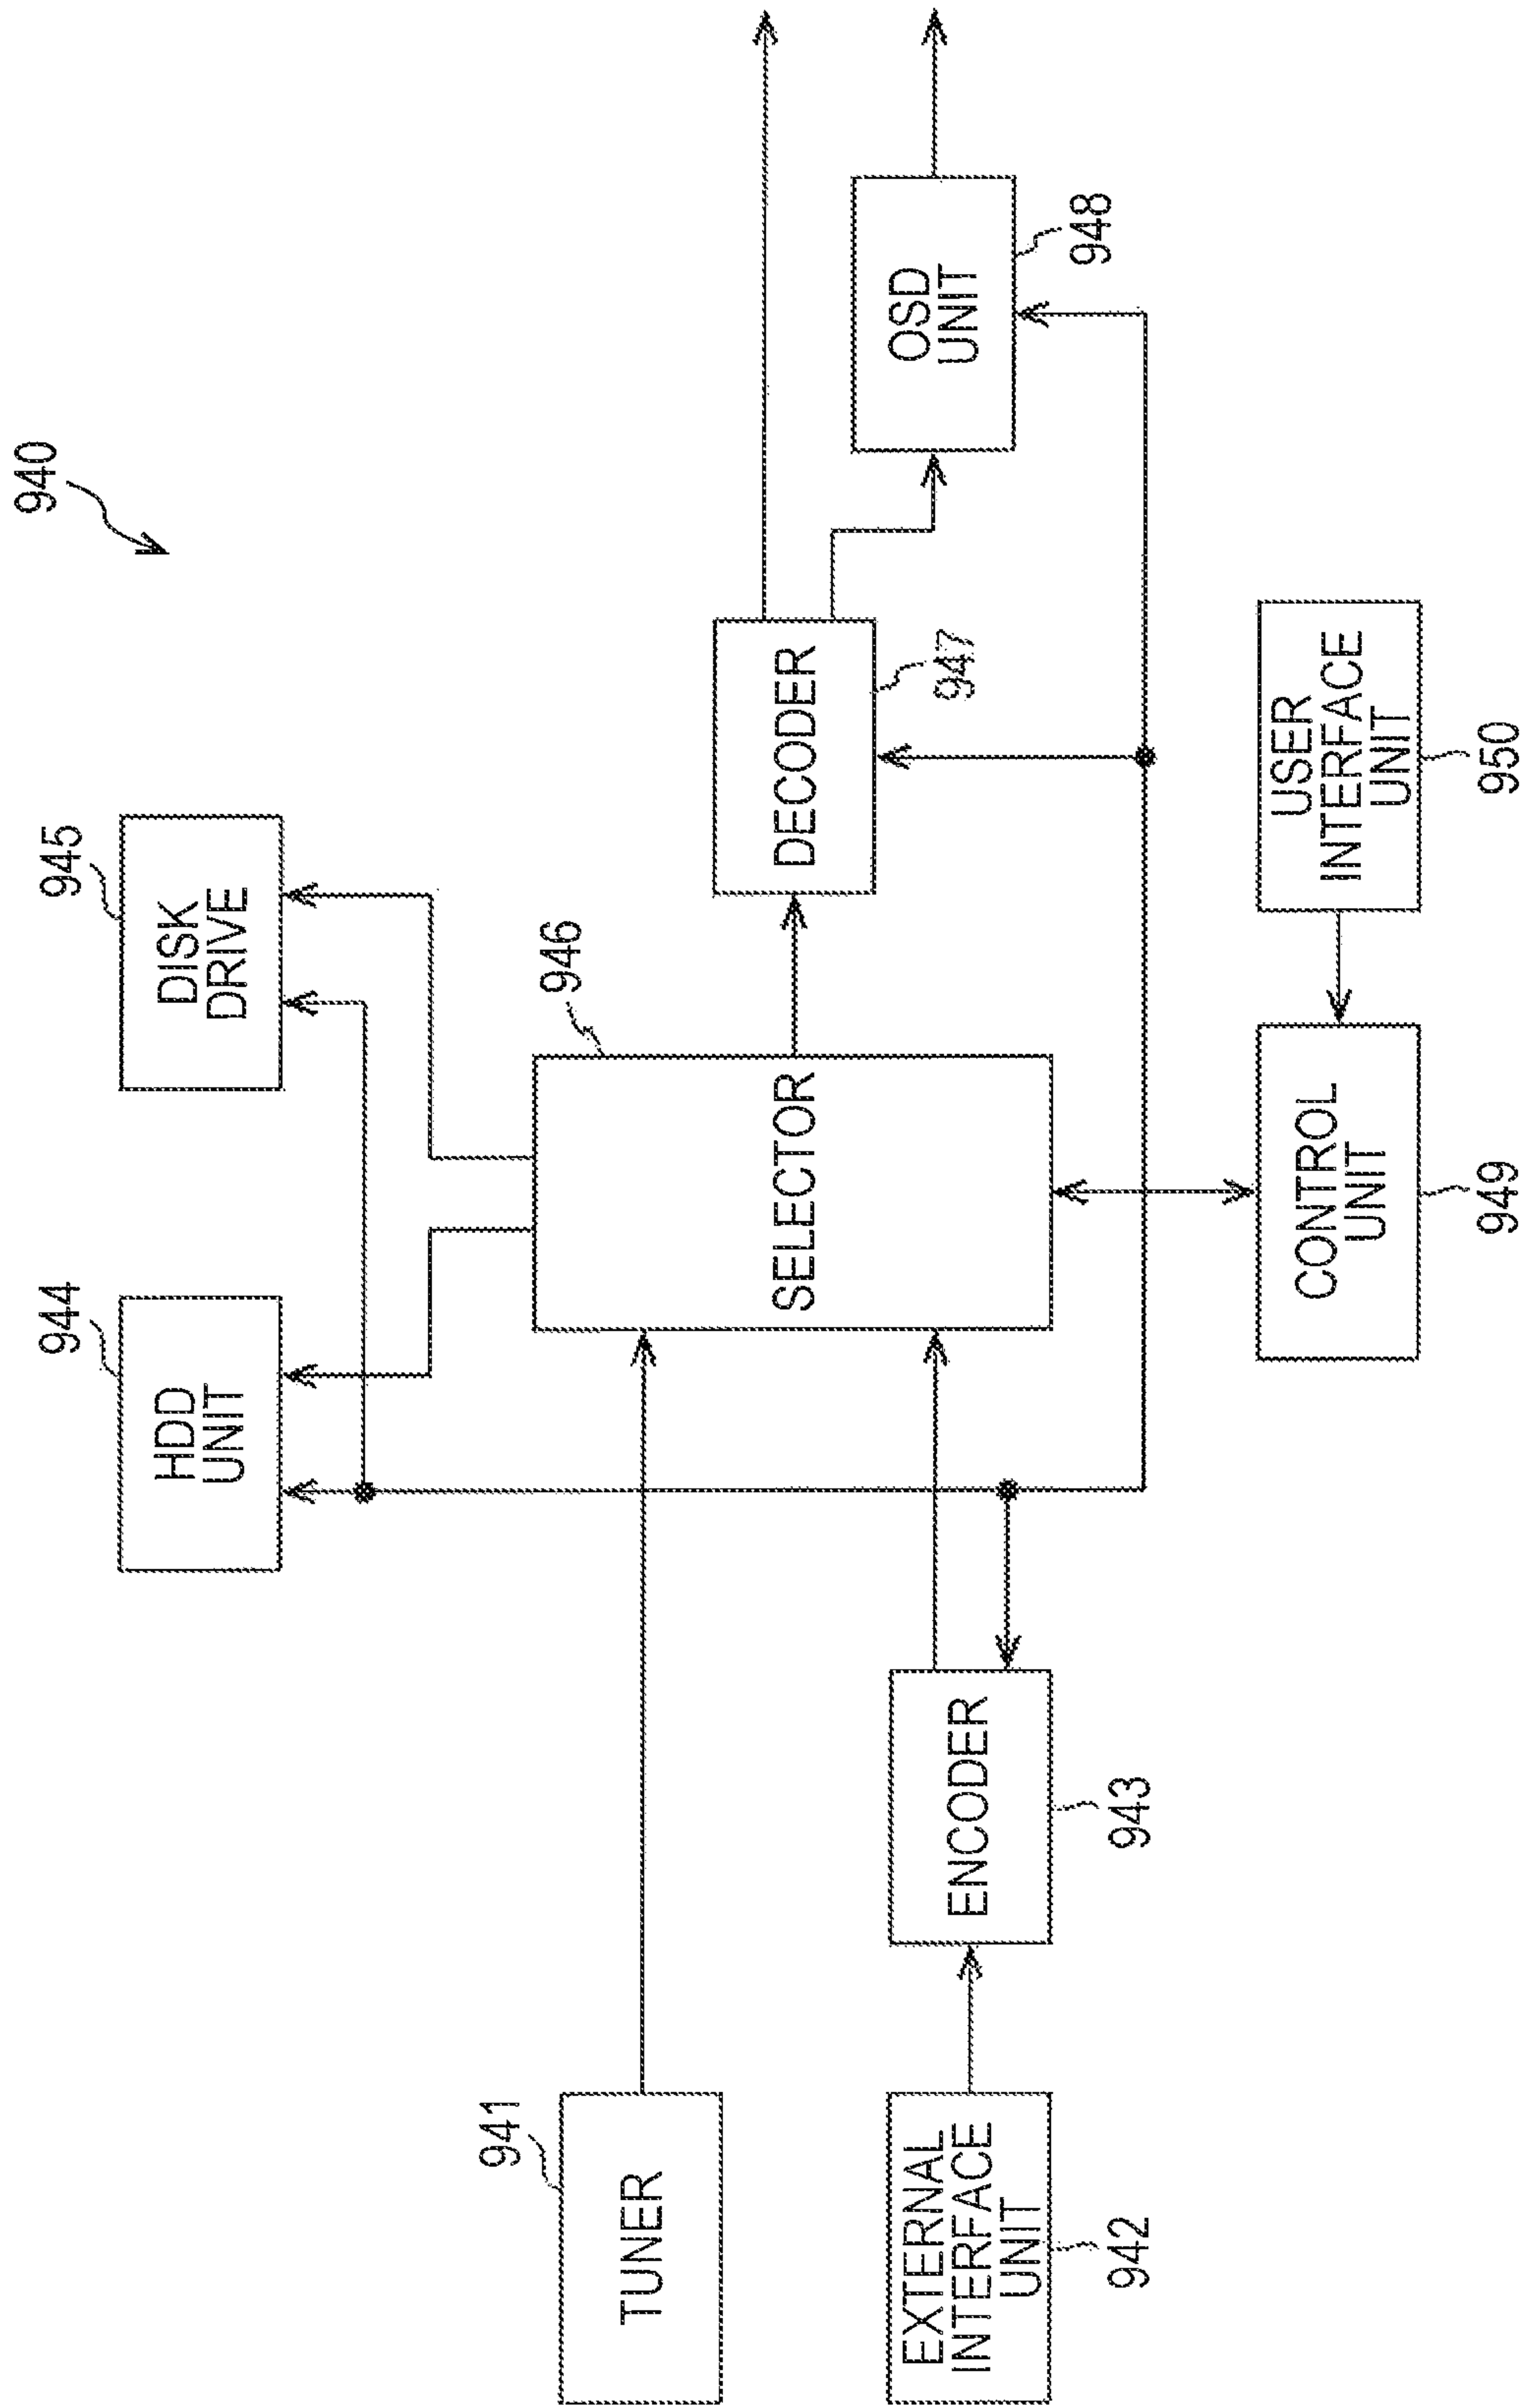 940
944
HDD
UNIT
945
DISK
DRIVE
941
TUNER
946
SELECTOR
DECODER
947
OSD
UNIT
948
EXTERNAL
INTERFACE
UNIT
942
ENCODER
943
CONTROL
UNIT
949
USER
INTERFACE
UNIT
950